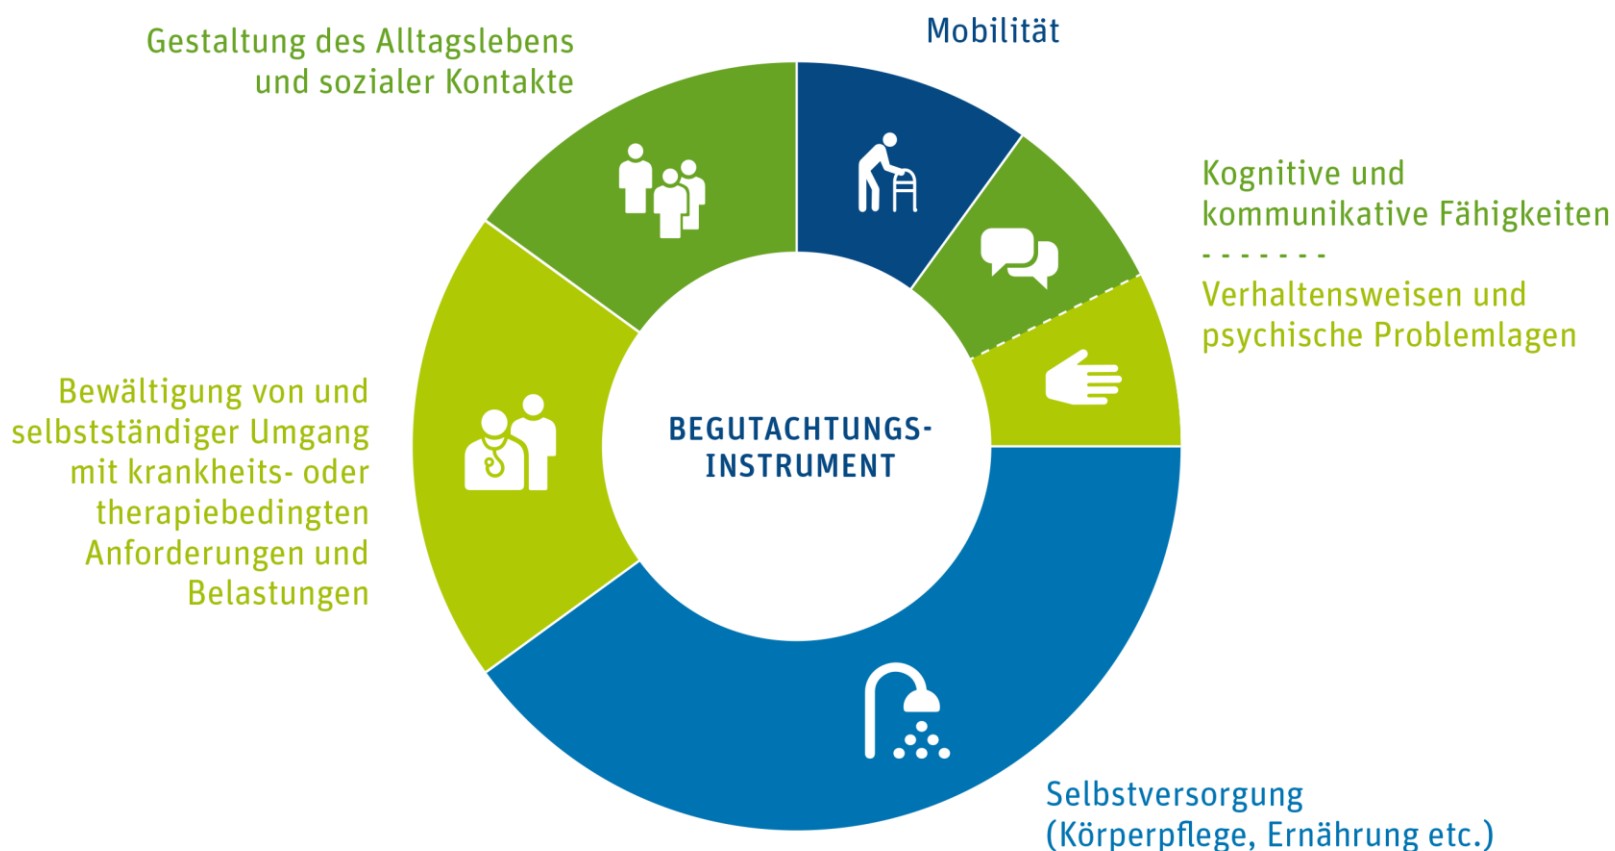 Gestaltung des Alltagslebens
und sozialer Kontakte
Mobilität
Kognitive und
kommunikative Fähigkeiten
- - - - - - -
Verhaltensweisen und
psychische Problemlagen
Bewältigung von und
selbstständiger Umgang
mit krankheits- oder
therapiebedingten
Anforderungen und
Belastungen
BEGUTACHTUNGS-
INSTRUMENT
Selbstversorgung
(Körperpflege, Ernährung etc.)